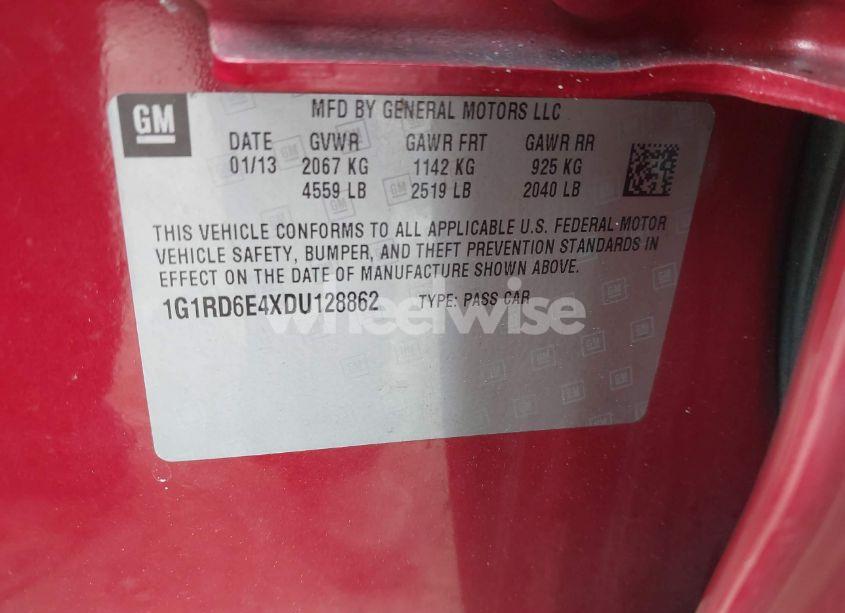 GM
MFD BY GENERAL MOTORS LLC
DATE GVWR GAWR FRT GAWR RR
01/13 2067 KG 1142 KG 925 KG
4559 LB 2519 LB 2040 LB
THIS VEHICLE CONFORMS TO ALL APPLICABLE U.S. FEDERAL MOTOR
VEHICLE SAFETY, BUMPER, AND THEFT PREVENTION STANDARDS IN
EFFECT ON THE DATE OF MANUFACTURE SHOWN ABOVE.
1G1RD6E4XDU128862 TYPE: PASS CAR
wheelwise